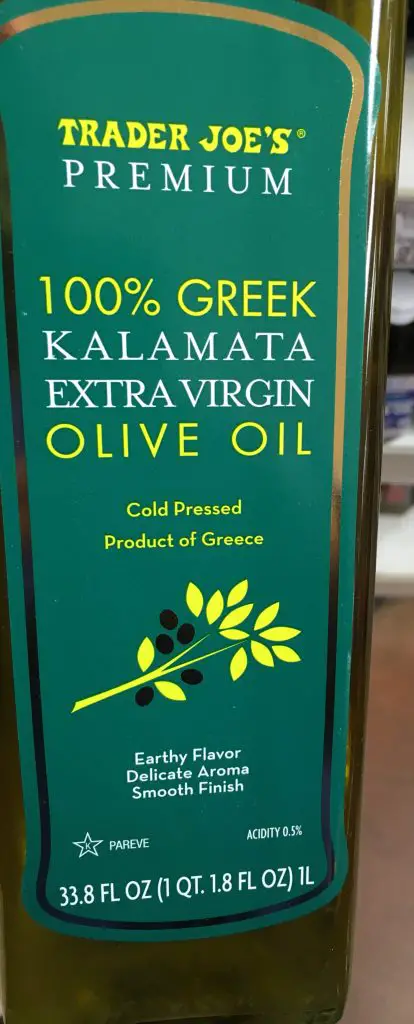 TRADER JOE'S®
PREMIUM
100% GREEK
KALAMATA
EXTRA VIRGIN
OLIVE OIL
Cold Pressed
Product of Greece
Earthy Flavor
Delicate Aroma
Smooth Finish
K PAREVE
ACIDITY 0.5%
33.8 FL OZ (1 QT. 1.8 FL OZ) 1L